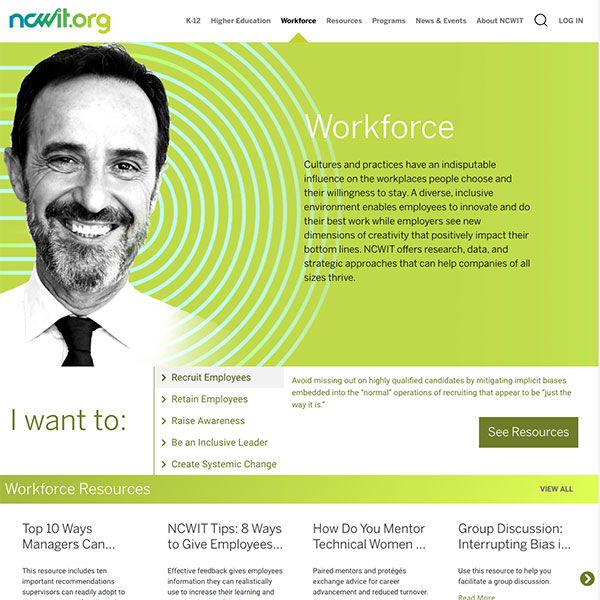 ncwit.org
K-12 Higher Education Workforce Resources Programs News & Events About NCWIT LOG IN
Workforce
Cultures and practices have an indisputable
influence on the workplaces people choose and
their willingness to stay. A diverse, inclusive
environment enables employees to innovate and do
their best work while employers see new
dimensions of creativity that positively impact their
bottom lines. NCWIT offers research, data, and
strategic approaches that can help companies of all
sizes thrive.
I want to:
Recruit Employees
Retain Employees
Raise Awareness
Be an Inclusive Leader
Create Systemic Change
Avoid missing out on highly qualified candidates by mitigating implicit biases
embedded into the “normal” operations of recruiting that appear to be “just the
way it is.”
See Resources
Workforce Resources
VIEW ALL
Top 10 Ways
Managers Can...
This resource includes ten
important recommendations
supervisors can readily adopt to
NCWIT Tips: 8 Ways
to Give Employees...
Effective feedback gives employees
information they can realistically
use to increase their learning and
How Do You Mentor
Technical Women ...
Paired mentors and protégés
exchange advice for career
advancement and reduced turnover.
Read More
Group Discussion:
Interrupting Bias i...
Use this resource to help you
facilitate a group discussion.
Read More